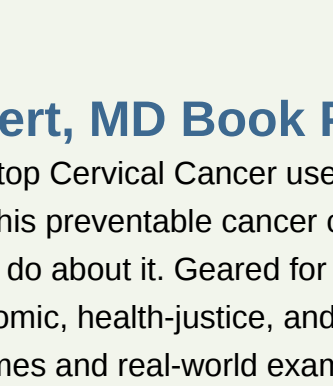 ert, MD Book
top Cervical Cancer use
his preventable cancer
do about it. Geared for
omic, health-justice, and
mes and real-world exam